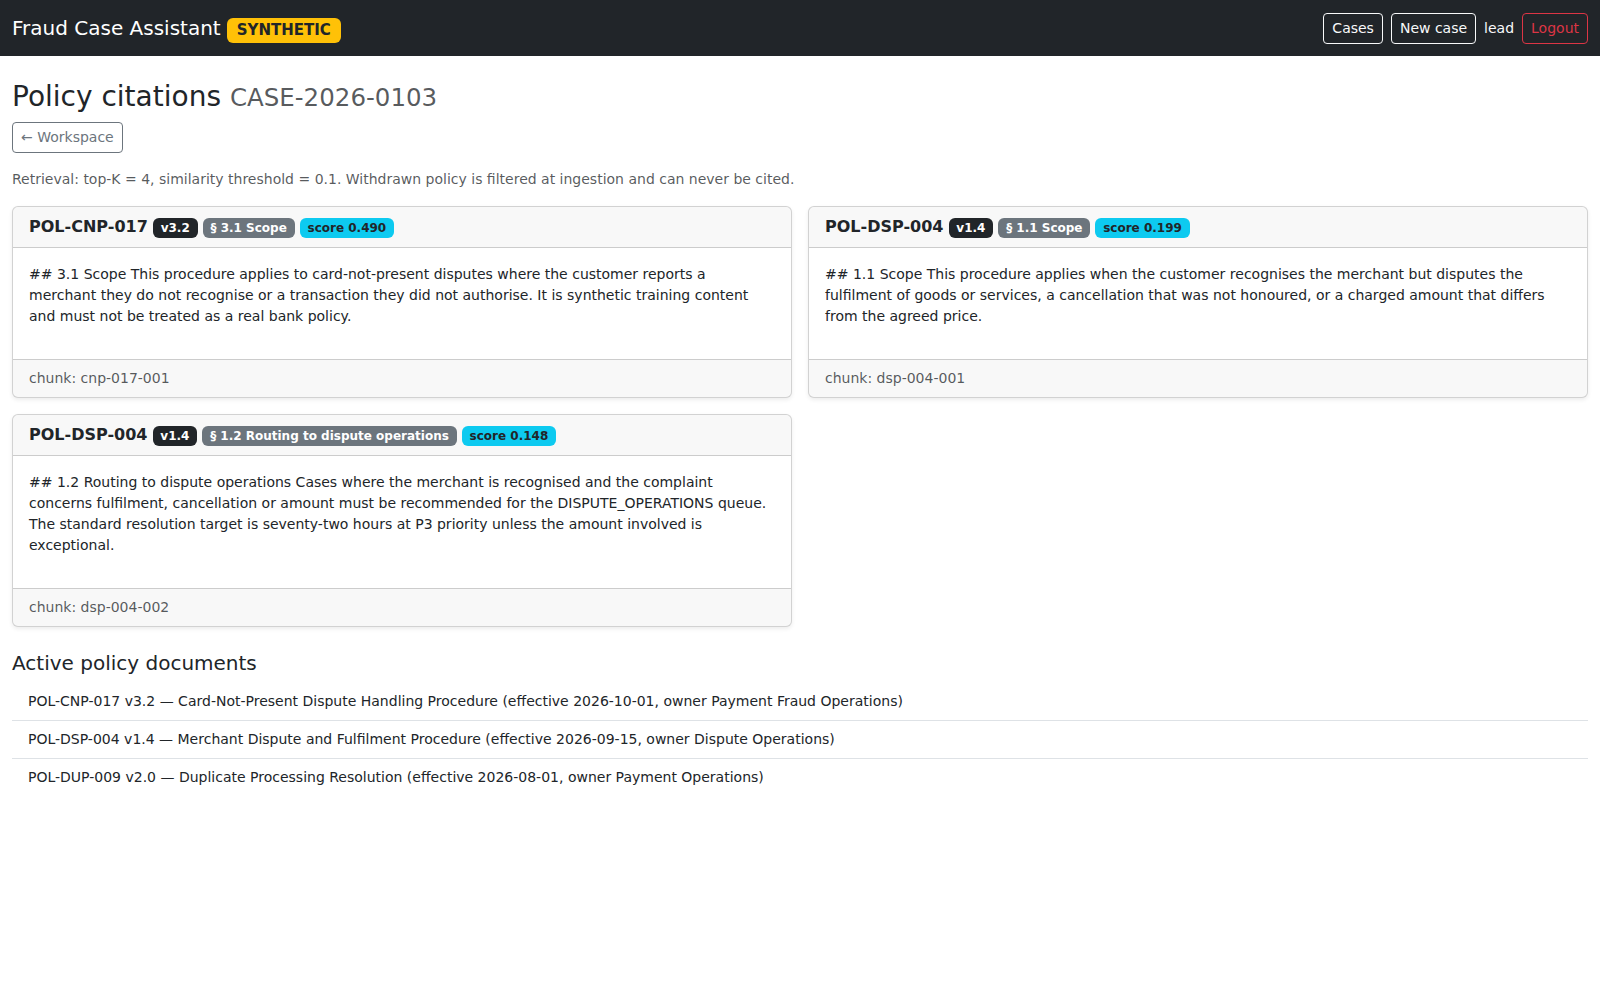 Fraud Case Assistant SYNTHETIC
Cases New case lead Logout
Policy citations CASE-2026-0103
← Workspace
Retrieval: top-K = 4, similarity threshold = 0.1. Withdrawn policy is filtered at ingestion and can never be cited.
POL-CNP-017 v3.2 § 3.1 Scope score 0.490
## 3.1 Scope This procedure applies to card-not-present disputes where the customer reports a
merchant they do not recognise or a transaction they did not authorise. It is synthetic training content
and must not be treated as a real bank policy.
chunk: cnp-017-001
POL-DSP-004 v1.4 § 1.1 Scope score 0.199
## 1.1 Scope This procedure applies when the customer recognises the merchant but disputes the
fulfilment of goods or services, a cancellation that was not honoured, or a charged amount that differs
from the agreed price.
chunk: dsp-004-001
POL-DSP-004 v1.4 § 1.2 Routing to dispute operations score 0.148
## 1.2 Routing to dispute operations Cases where the merchant is recognised and the complaint
concerns fulfilment, cancellation or amount must be recommended for the DISPUTE_OPERATIONS queue.
The standard resolution target is seventy-two hours at P3 priority unless the amount involved is
exceptional.
chunk: dsp-004-002
Active policy documents
POL-CNP-017 v3.2 — Card-Not-Present Dispute Handling Procedure (effective 2026-10-01, owner Payment Fraud Operations)
POL-DSP-004 v1.4 — Merchant Dispute and Fulfilment Procedure (effective 2026-09-15, owner Dispute Operations)
POL-DUP-009 v2.0 — Duplicate Processing Resolution (effective 2026-08-01, owner Payment Operations)